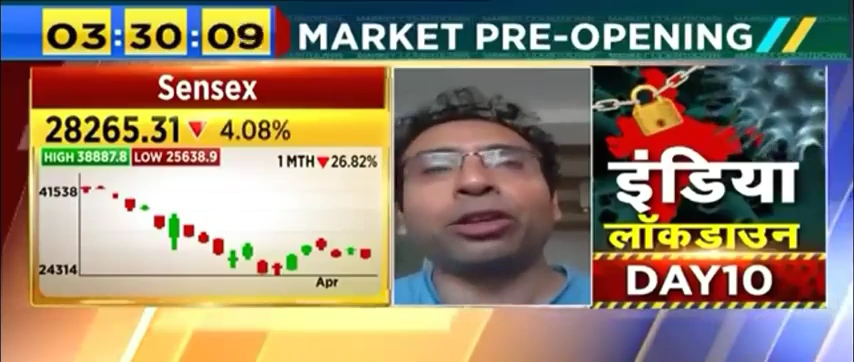 03:30:09
MARKET PRE-OPENING
Sensex
28265.31 4.08%
HIGH 38887.8 LOW 25638.9 1 MTH 26.82%
41538
24314
Apr
इंडिया
लॉकडाउन
DAY10